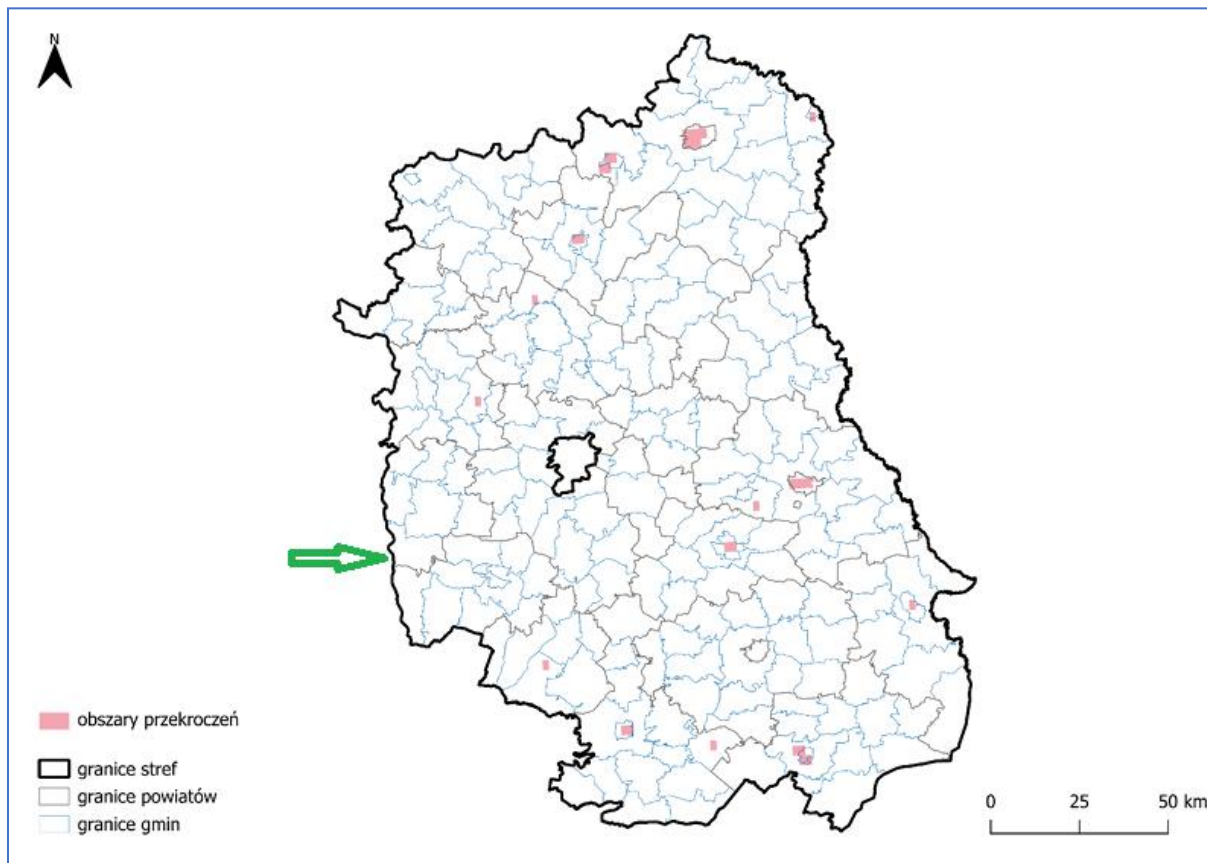 N
obszary przekroczeń
granice stref
granice powiatów
granice gmin
0 25 50 km